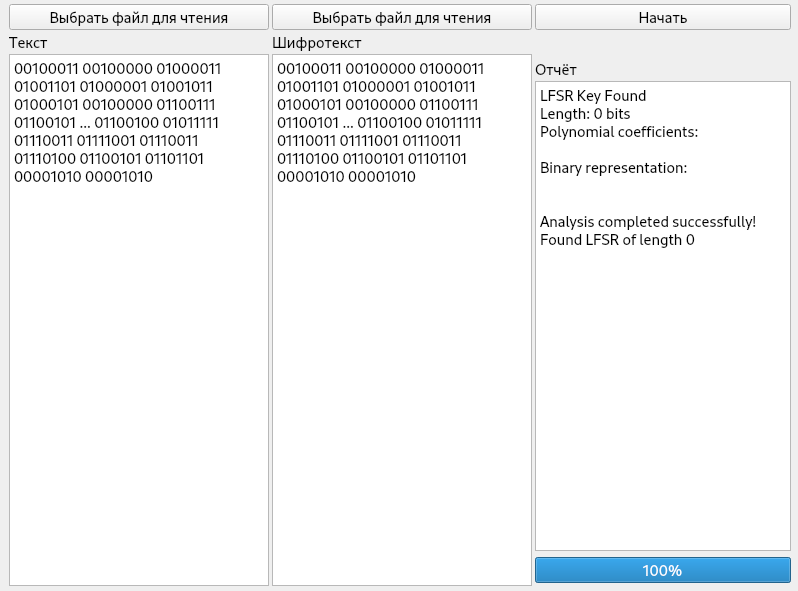 Выбрать файл для чтения
Выбрать файл для чтения
Начать
Текст
00100011 00100000 01000011
01001101 01000001 01001011
01000101 00100000 01100111
01100101 ... 01100100 01011111
01110011 01111001 01110011
01110100 01100101 01101101
00001010 00001010
Шифротекст
00100011 00100000 01000011
01001101 01000001 01001011
01000101 00100000 01100111
01100101 ... 01100100 01011111
01110011 01111001 01110011
01110100 01100101 01101101
00001010 00001010
Отчёт
LFSR Key Found
Length: 0 bits
Polynomial coefficients:
Binary representation:
Analysis completed successfully!
Found LFSR of length 0
100%